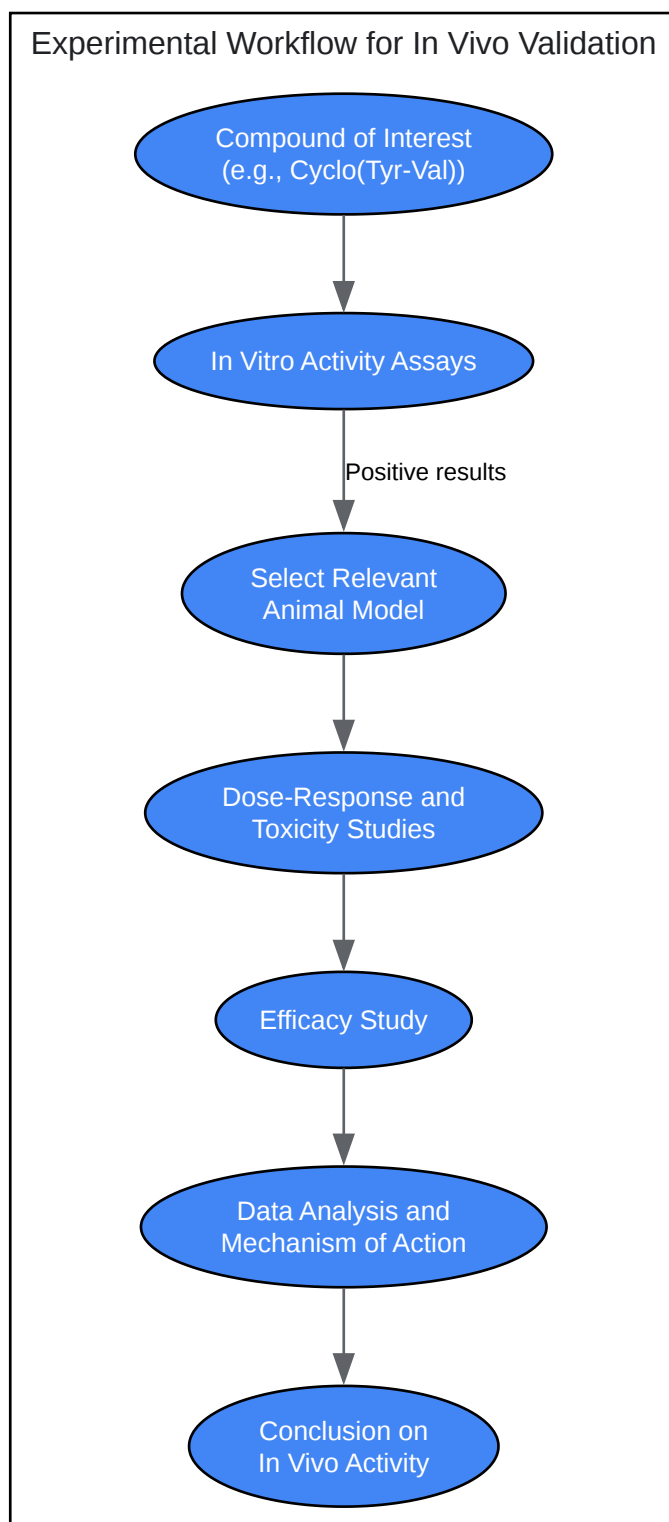 Experimental Workflow for In Vivo Validation
Compound of Interest
(e.g., Cyclo(Tyr-Val))
In Vitro Activity Assays
Positive results
Select Relevant
Animal Model
Dose-Response and
Toxicity Studies
Efficacy Study
Data Analysis and
Mechanism of Action
Conclusion on
In Vivo Activity